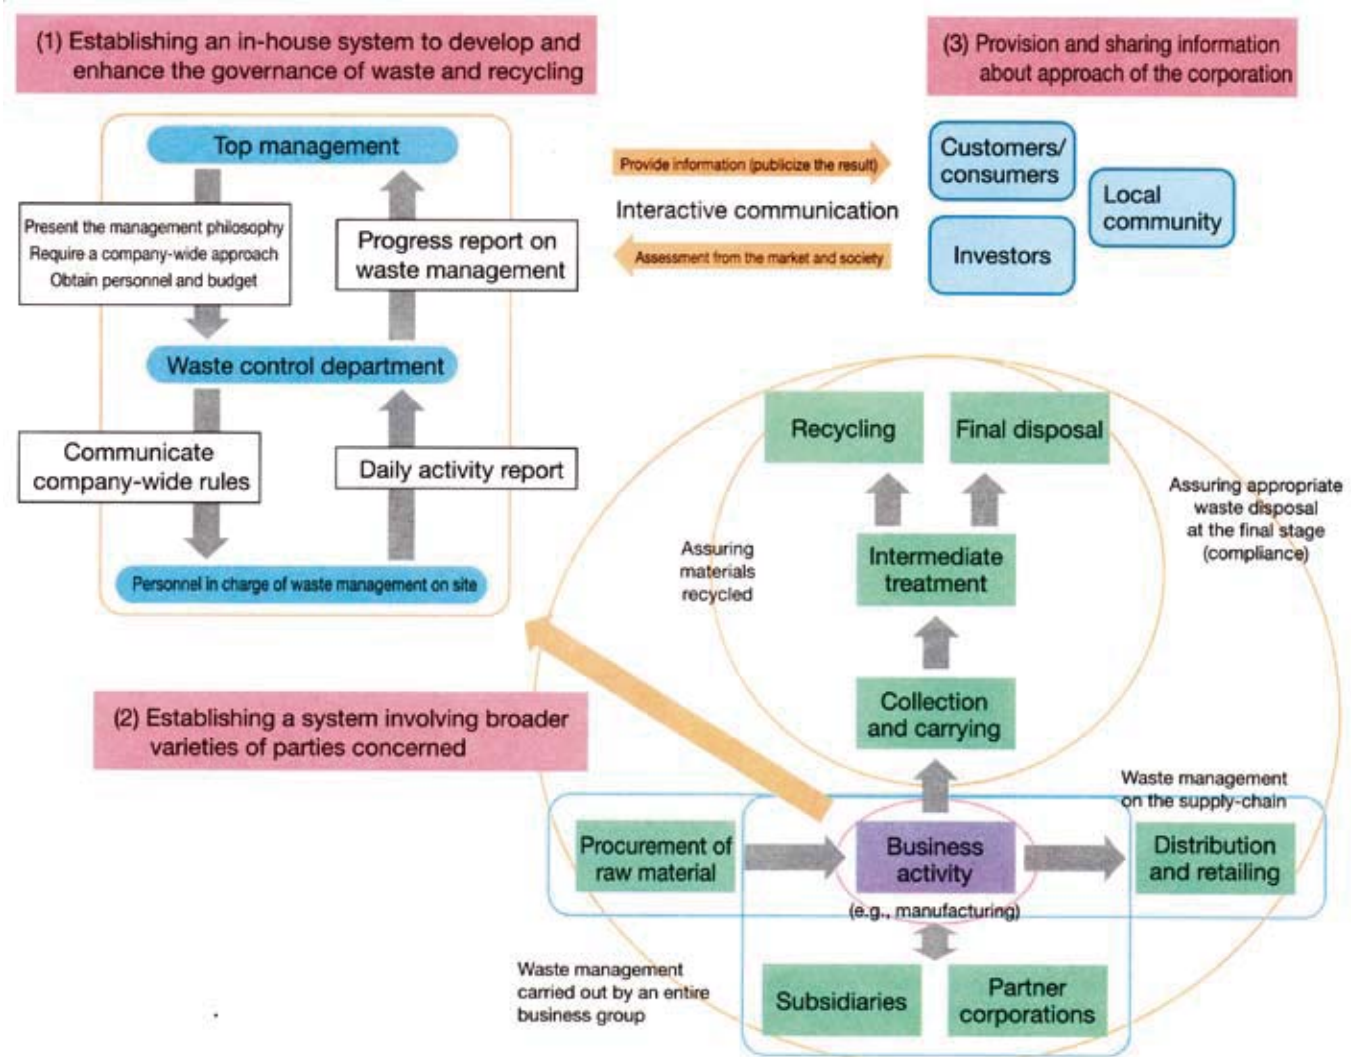 (1) Establishing an in-house system to develop and
enhance the governance of waste and recycling
Top management
Present the management philosophy
Require a company-wide approach
Obtain personnel and budget
Progress report on
waste management
Waste control department
Communicate
company-wide rules
Daily activity report
Personnel in charge of waste management on site
(3) Provision and sharing information
about approach of the corporation
Provide information (publicize the result)
Interactive communication
Assessment from the market and society
Customers/
consumers
Local
community
Investors
(2) Establishing a system involving broader
varieties of parties concerned
Recycling
Final disposal
Assuring appropriate
waste disposal
at the final stage
(compliance)
Assuring
materials
recycled
Intermediate
treatment
Collection
and carrying
Waste management
on the supply-chain
Procurement of
raw material
Business
activity
(e.g., manufacturing)
Distribution
and retailing
Waste management
carried out by an entire
business group
Subsidiaries
Partner
corporations